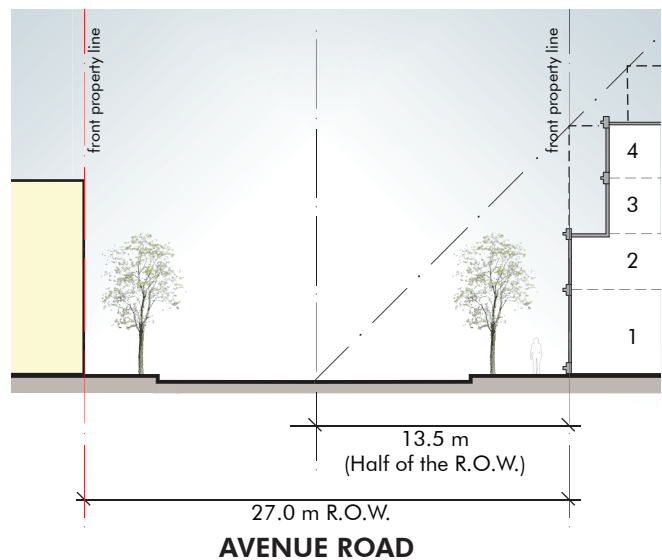 front property line
front property line
4
3
2
1
13.5 m
(Half of the R.O.W.)
27.0 m R.O.W.
AVENUE ROAD